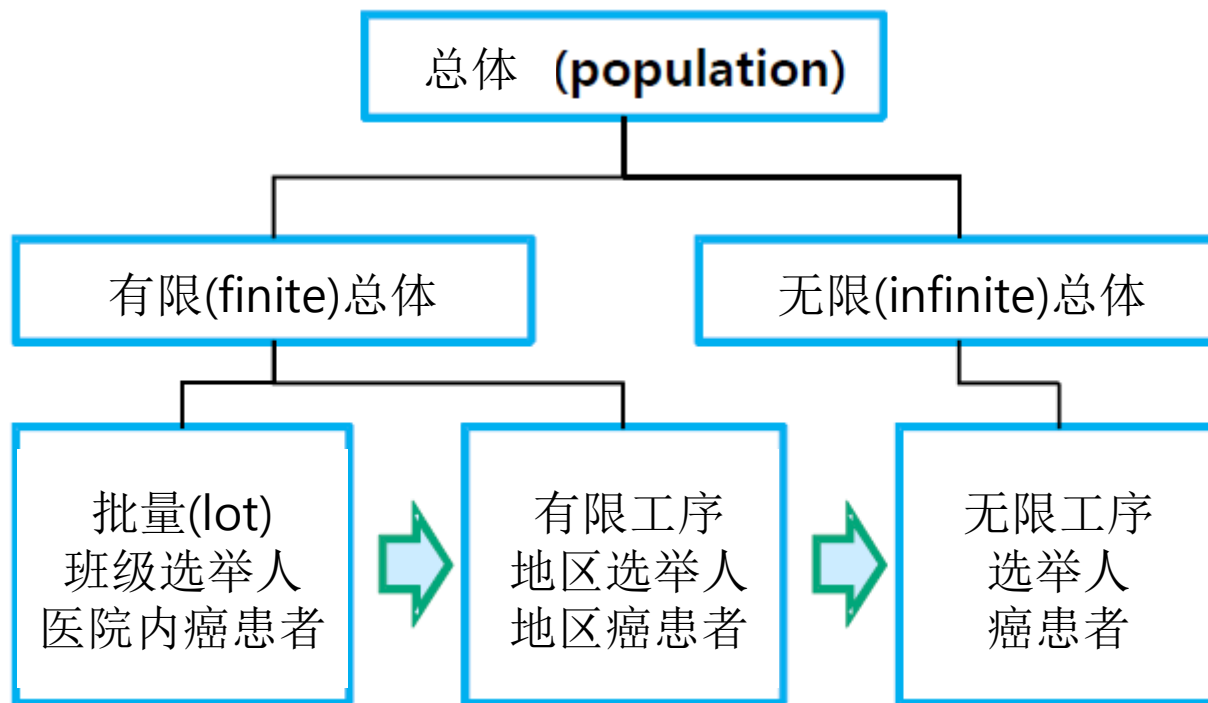 总体 (population)
有限(finite)总体
无限(infinite)总体
批量(lot)
班级选举人
医院内癌患者
有限工序
地区选举人
地区癌患者
无限工序
选举人
癌患者